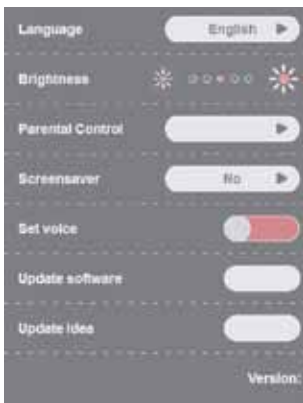 Language English
Brightness
Parental Control
Screensaver No
Set voice
Update software
Update idea
Version: